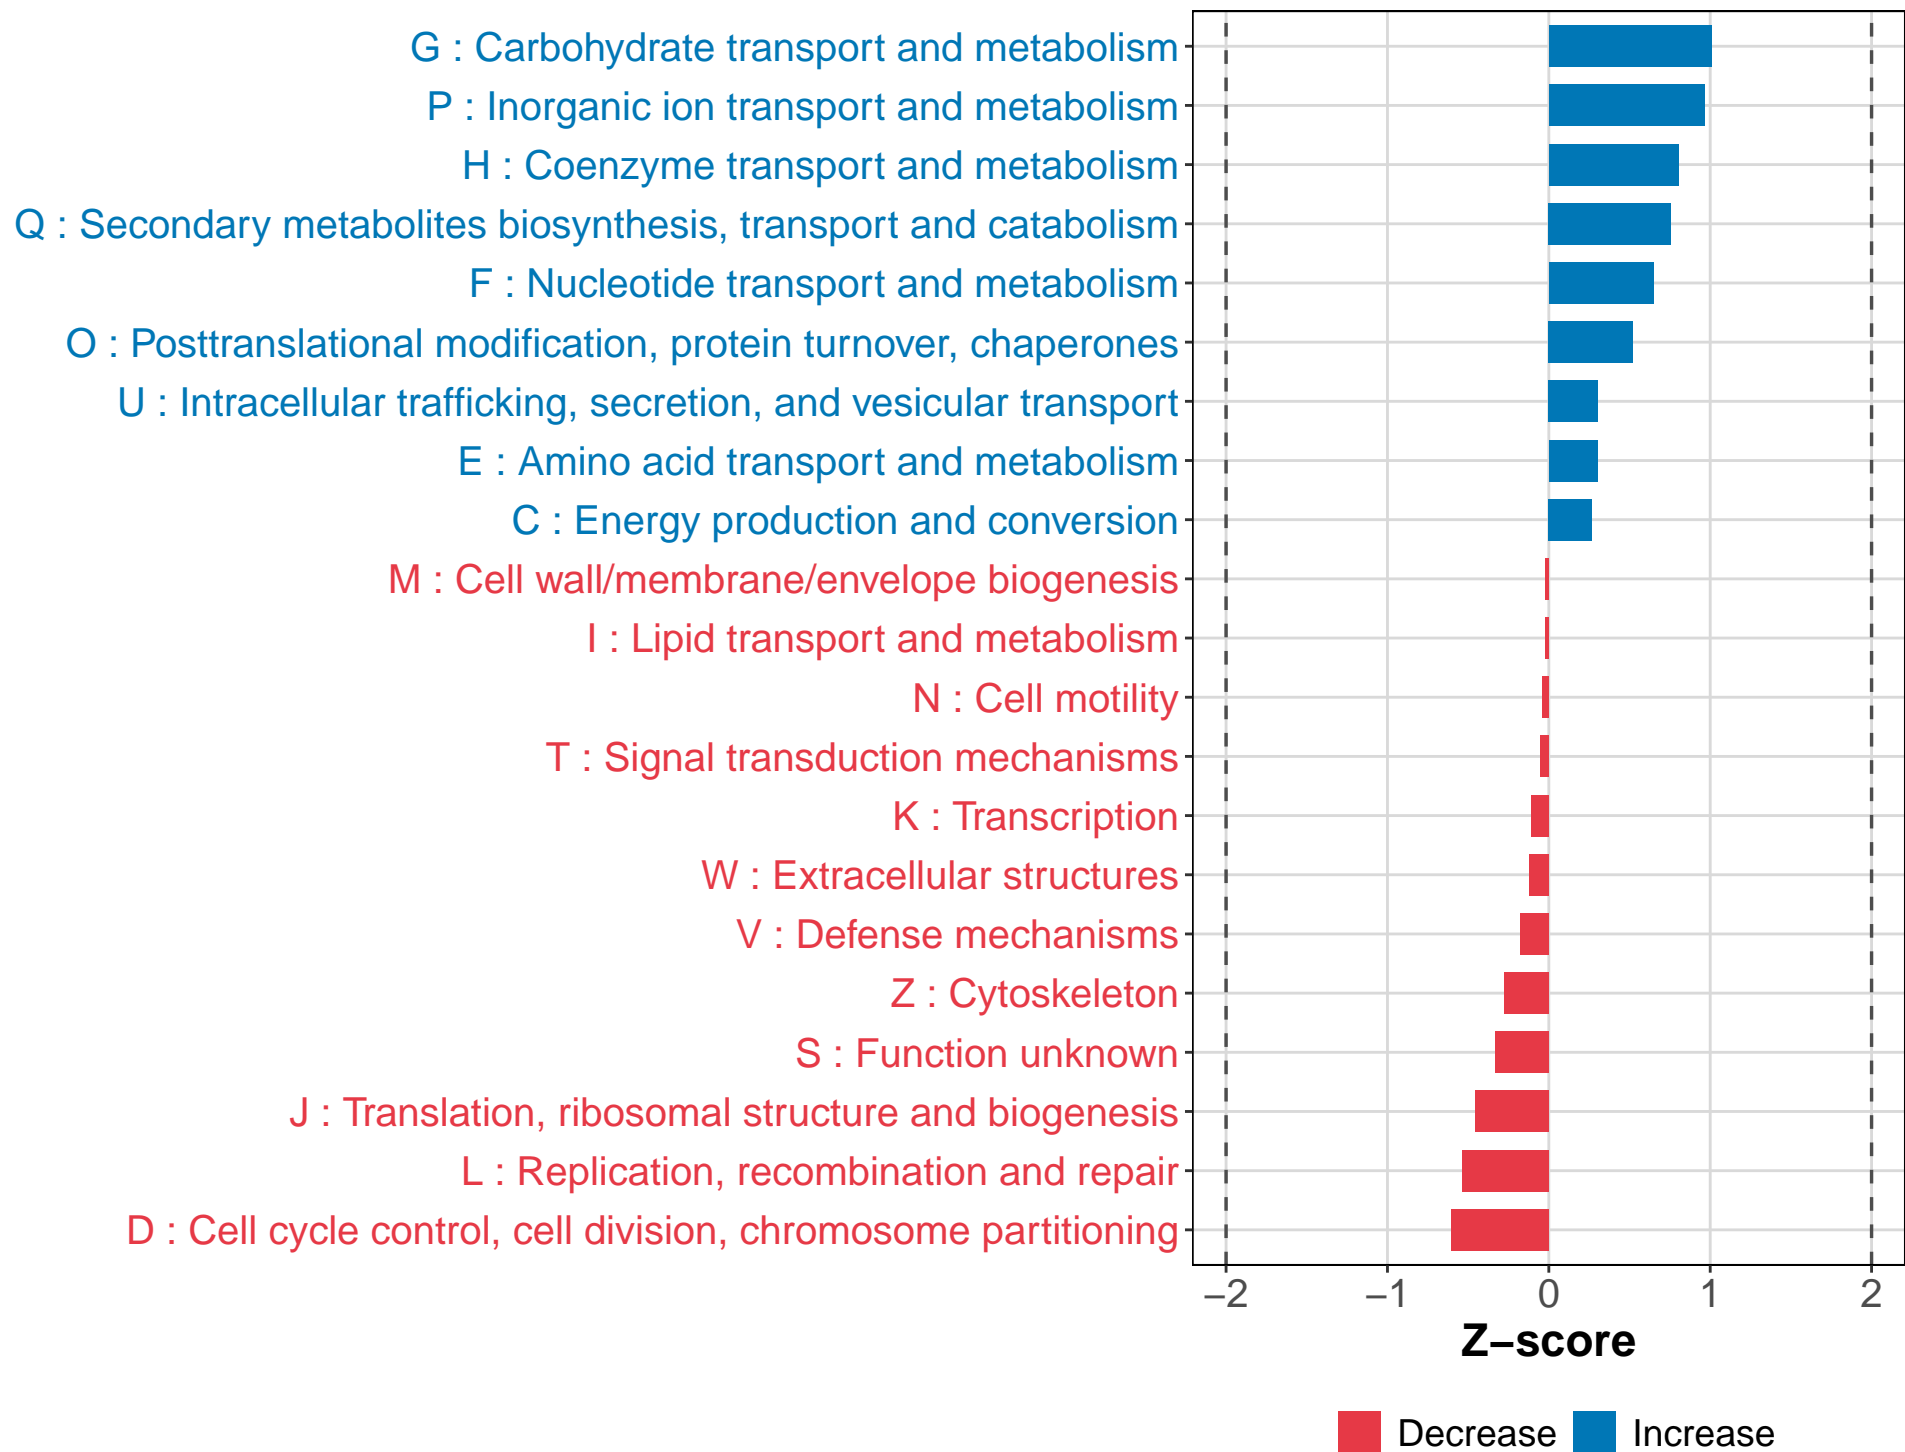 G : Carbohydrate transport and metabolism
P : Inorganic ion transport and metabolism
H : Coenzyme transport and metabolism
Q : Secondary metabolites biosynthesis, transport and catabolism
F : Nucleotide transport and metabolism
O : Posttranslational modification, protein turnover, chaperones
U : Intracellular trafficking, secretion, and vesicular transport
E : Amino acid transport and metabolism
C : Energy production and conversion
M : Cell wall/membrane/envelope biogenesis
I : Lipid transport and metabolism
N : Cell motility
T : Signal transduction mechanisms
K : Transcription
W : Extracellular structures
V : Defense mechanisms
Z : Cytoskeleton
S : Function unknown
J : Translation, ribosomal structure and biogenesis
L : Replication, recombination and repair
D : Cell cycle control, cell division, chromosome partitioning
−2 −1 0 1 2
Z−score
Decrease Increase